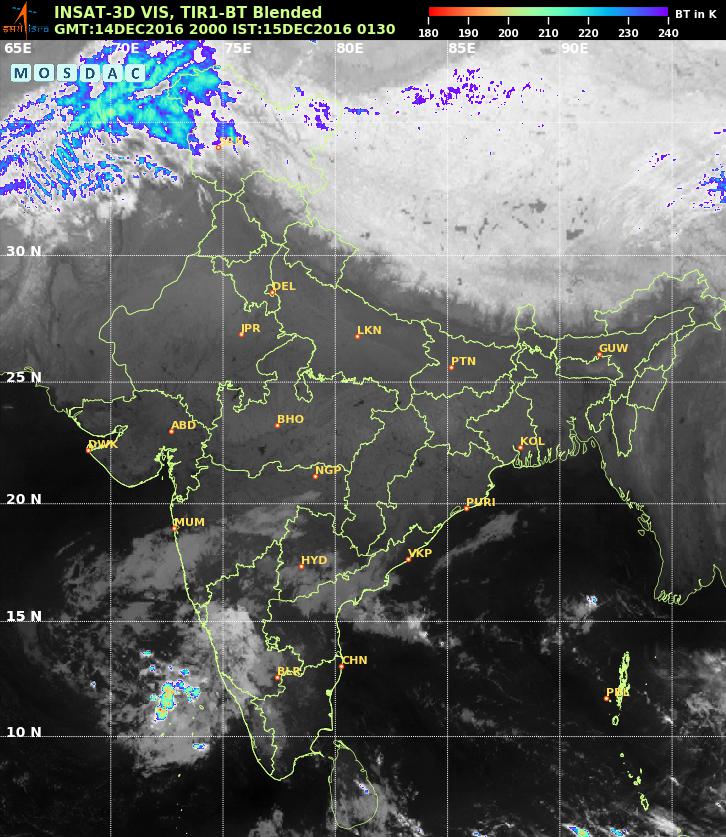 INSAT-3D VIS, TIR1-BT Blended
GMT:14DEC2016 2000 IST:15DEC2016 0130
BT in K
180 190 200 210 220 230 240
65E 70E 75E 80E 85E 90E
MOSDAC
30 N
DEL
JPR LKN GUW
PTN
25 N
ABD BHO
DWK KOL
NGP
20 N PURI
MUM
HYD VKP
15 N
BLR CHN
10 N